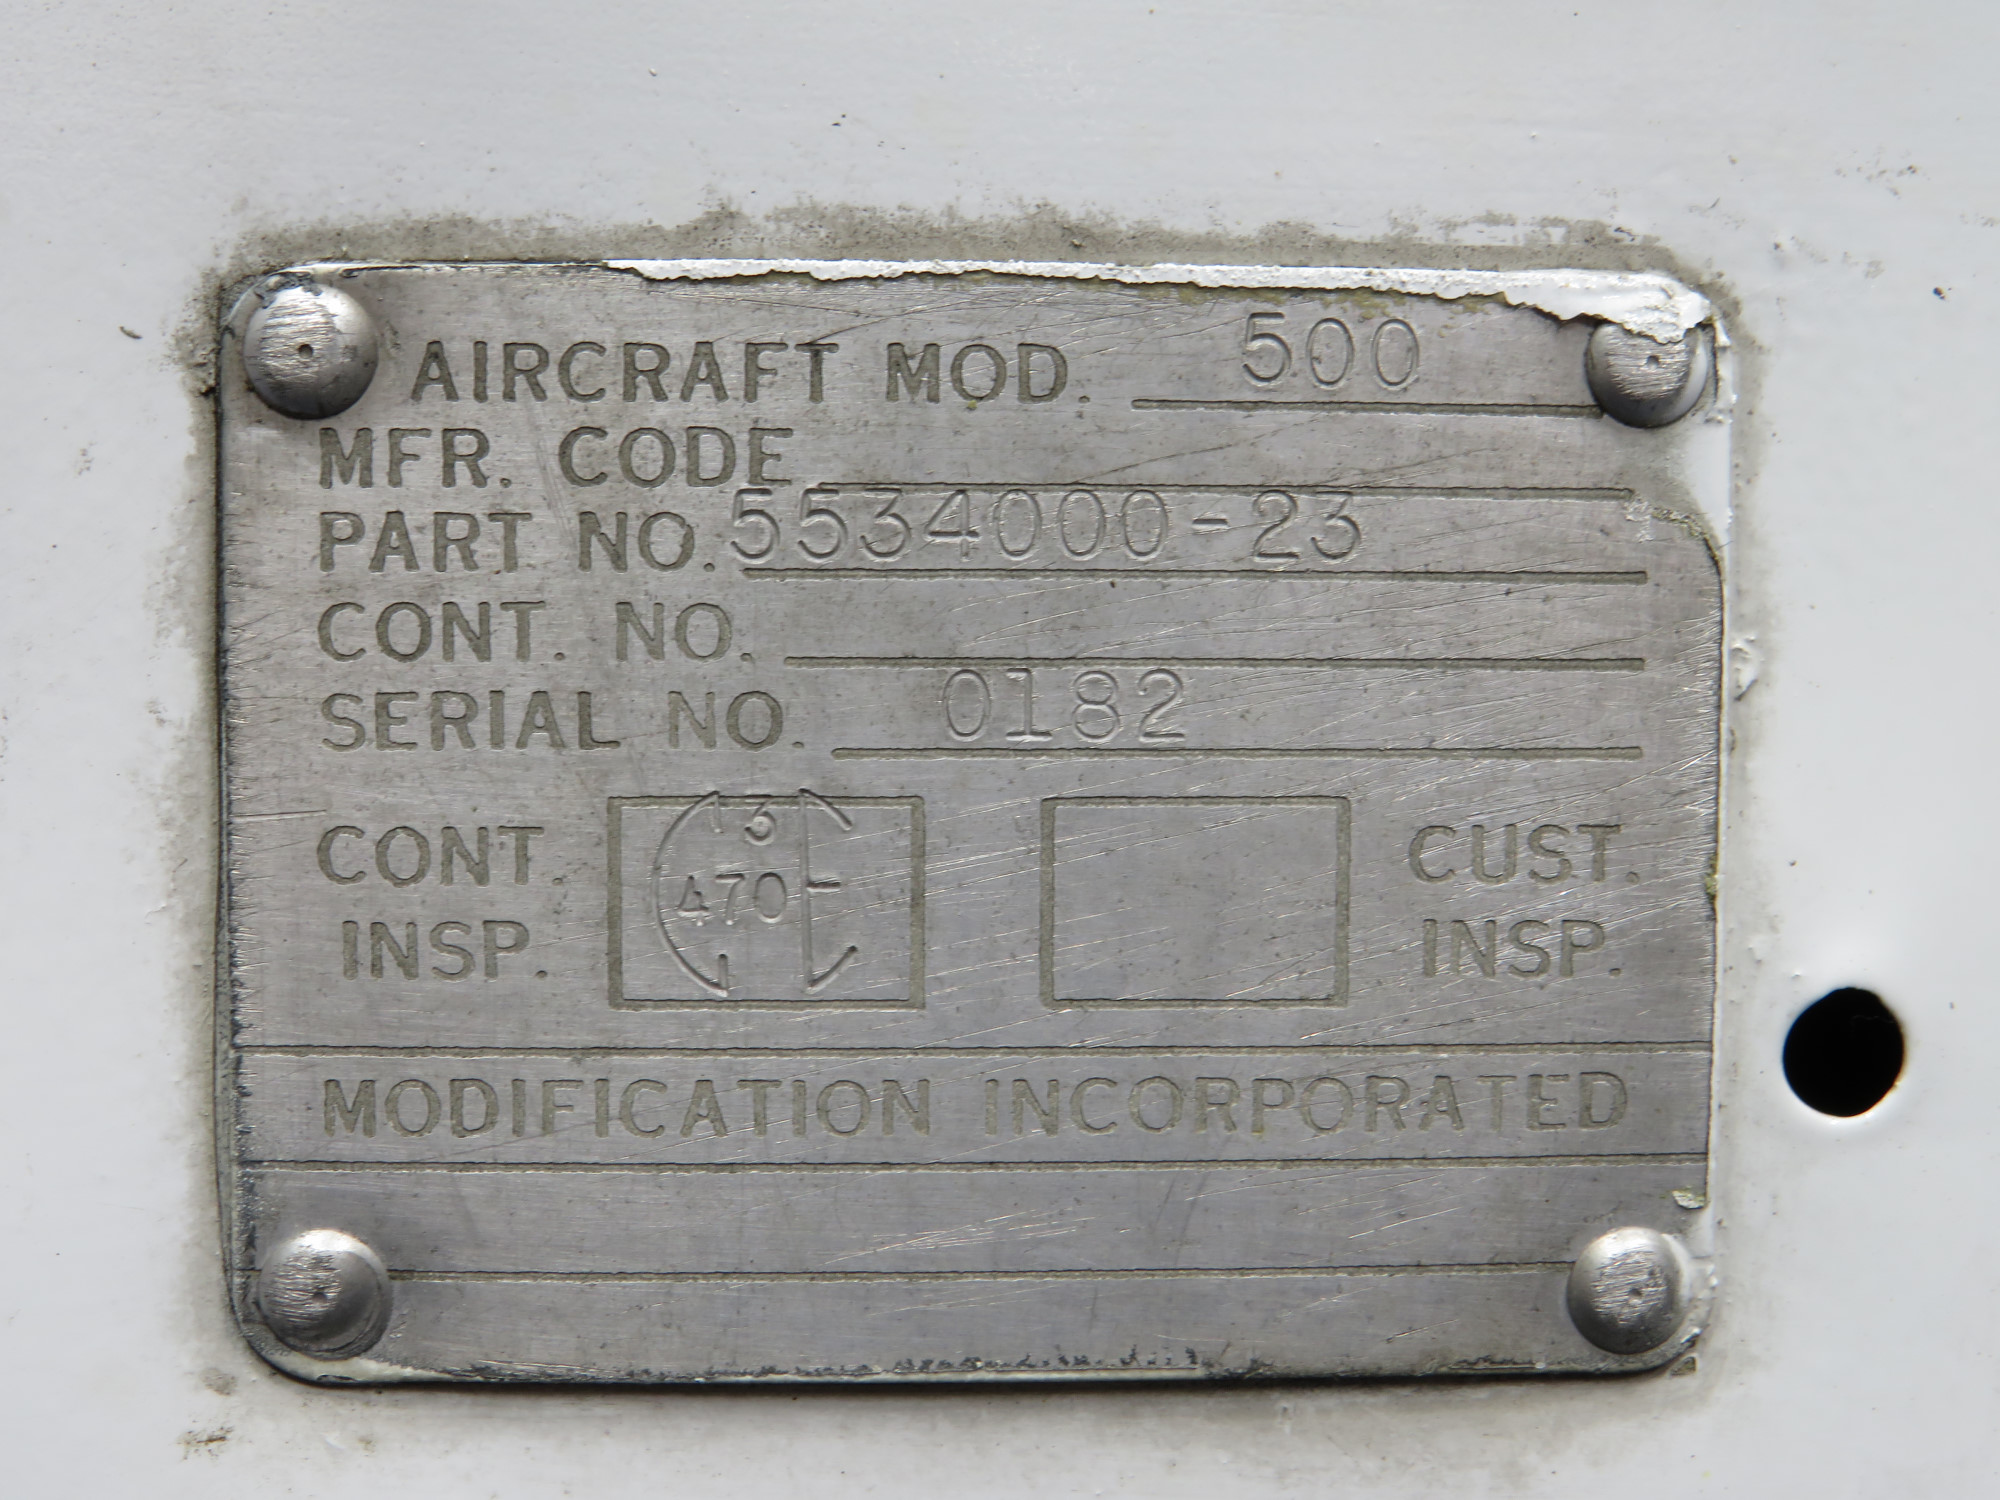 AIRCRAFT MOD. 500
MFR. CODE
PART NO. 5534000-23
CONT. NO.
SERIAL NO. 0182
CONT. INSP.
3
470
CE
CUST. INSP.
MODIFICATION INCORPORATED